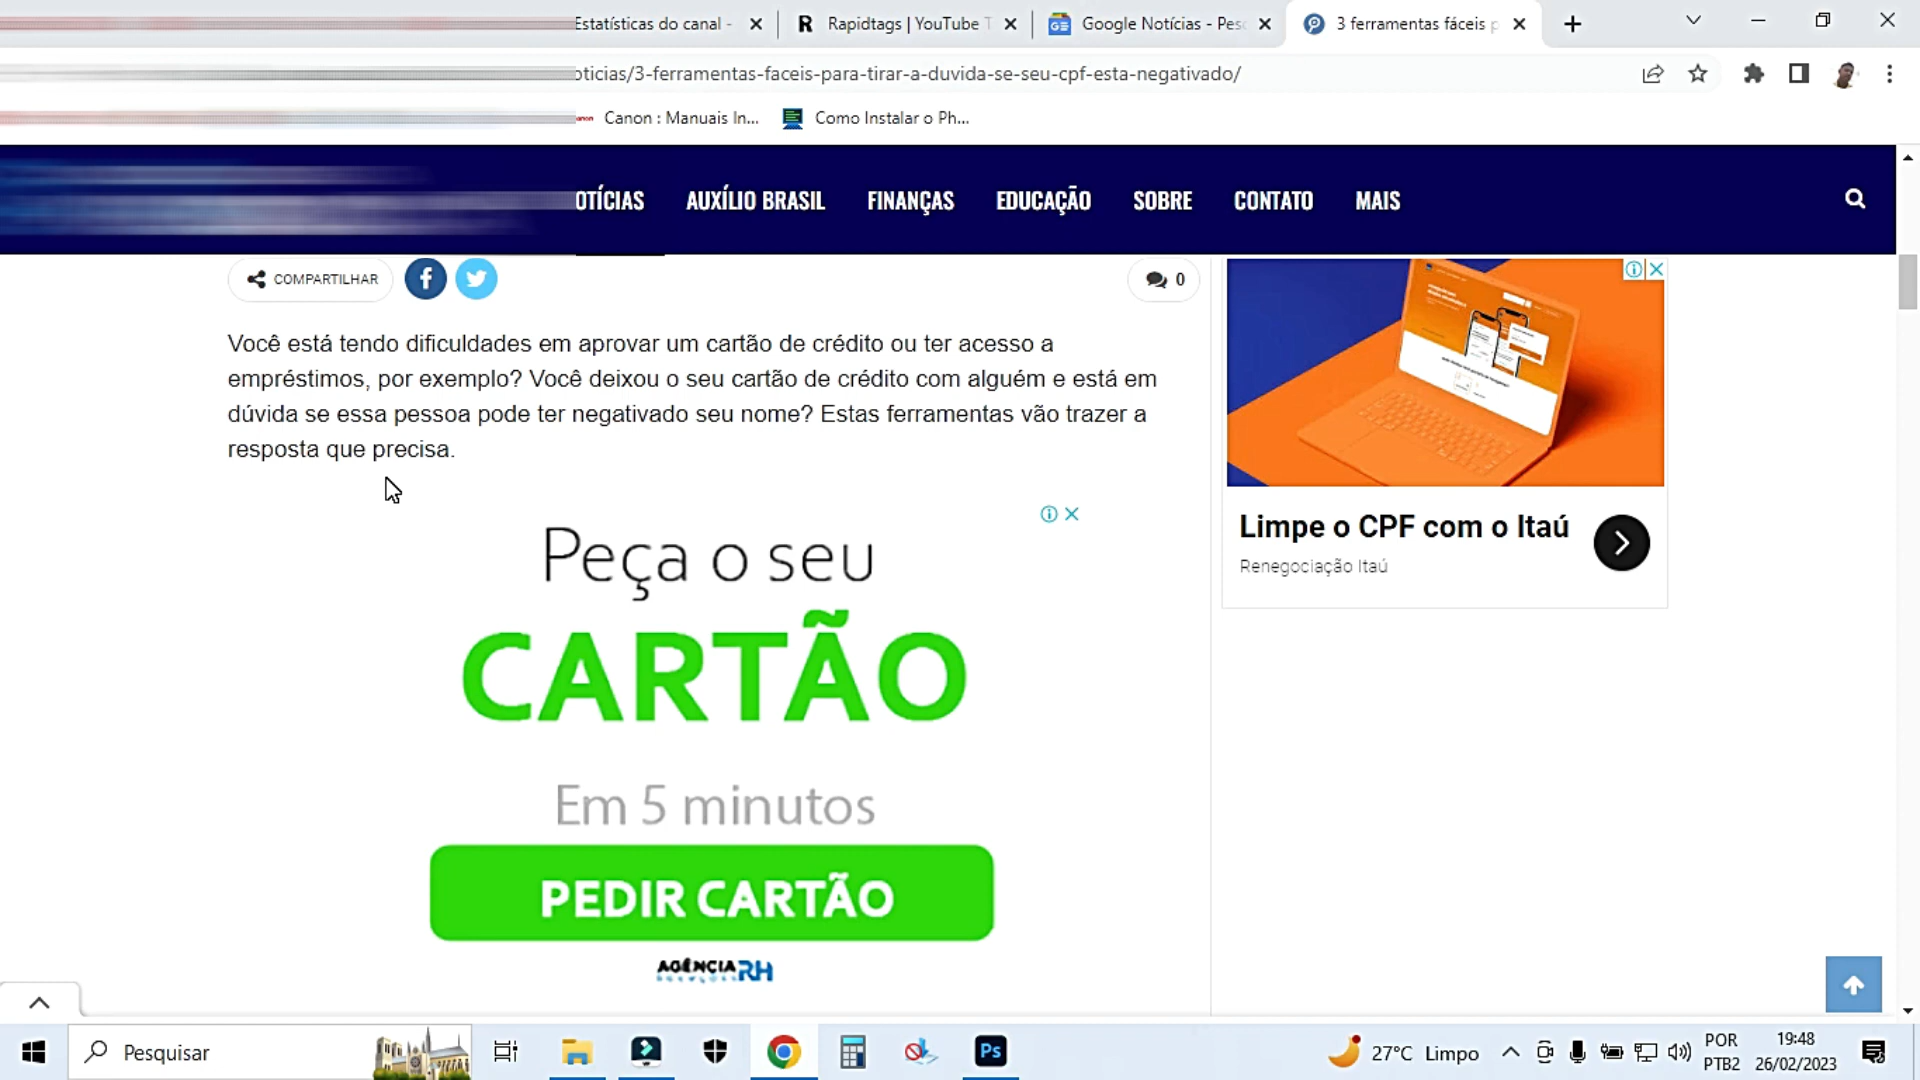 Estatísticas do canal -
Rapidtags | YouTube T
Google Notícias - Pesq
3 ferramentas fáceis p
oticias/3-ferramentas-faceis-para-tirar-a-duvida-se-seu-cpf-esta-negativado/
Canon : Manuais In...
Como Instalar o Ph...
OTÍCIAS
AUXÍLIO BRASIL
FINANÇAS
EDUCAÇÃO
SOBRE
CONTATO
MAIS
COMPARTILHAR
0
Você está tendo dificuldades em aprovar um cartão de crédito ou ter acesso a
empréstimos, por exemplo? Você deixou o seu cartão de crédito com alguém e está em
dúvida se essa pessoa pode ter negativado seu nome? Estas ferramentas vão trazer a
resposta que precisa.
Peça o seu
CARTÃO
Em 5 minutos
PEDIR CARTÃO
AGÊNCIA RH
Limpe o CPF com o Itaú
Renegociação Itaú
Pesquisar
Ps
27°C Limpo
POR
PTB2
19:48
26/02/2023